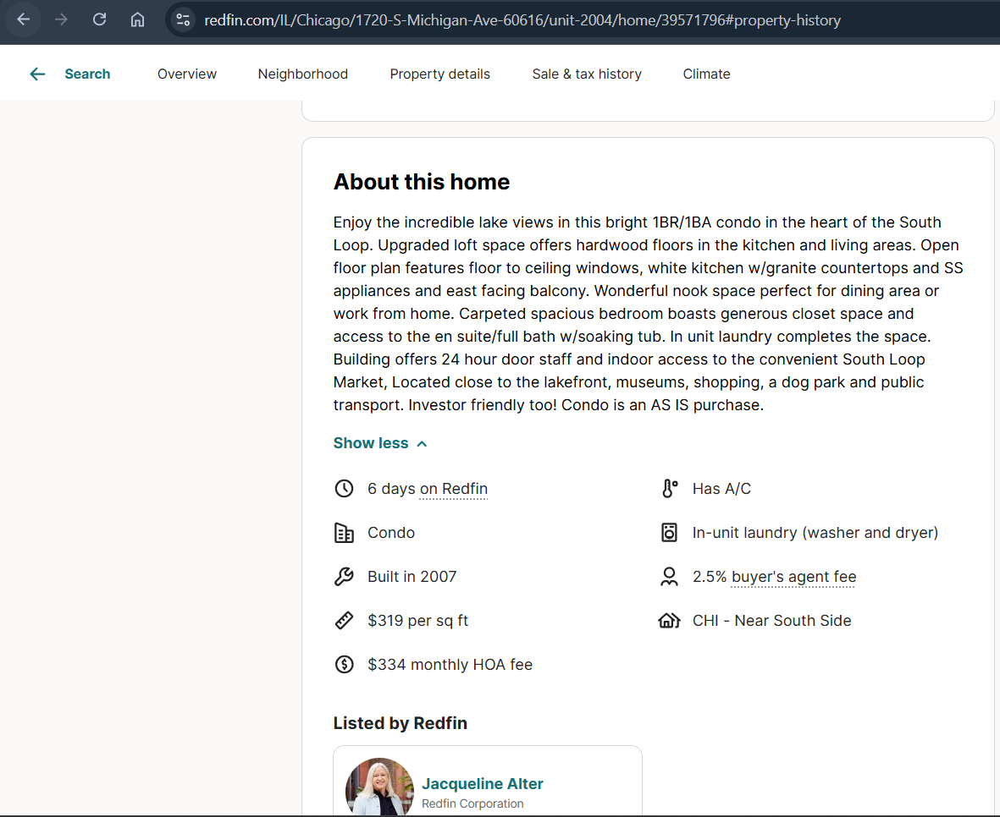 redfin.com/IL/Chicago/1720-S-Michigan-Ave-60616/unit-2004/home/39571796#property-history
Search Overview Neighborhood Property details Sale & tax history Climate
About this home
Enjoy the incredible lake views in this bright 1BR/1BA condo in the heart of the South
Loop. Upgraded loft space offers hardwood floors in the kitchen and living areas. Open
floor plan features floor to ceiling windows, white kitchen w/granite countertops and SS
appliances and east facing balcony. Wonderful nook space perfect for dining area or
work from home. Carpeted spacious bedroom boasts generous closet space and
access to the en suite/full bath w/soaking tub. In unit laundry completes the space.
Building offers 24 hour door staff and indoor access to the convenient South Loop
Market, Located close to the lakefront, museums, shopping, a dog park and public
transport. Investor friendly too! Condo is an AS IS purchase.
Show less
6 days on Redfin
Has A/C
Condo
In-unit laundry (washer and dryer)
Built in 2007
2.5% buyer's agent fee
$319 per sq ft
CHI - Near South Side
$334 monthly HOA fee
Listed by Redfin
Jacqueline Alter
Redfin Corporation